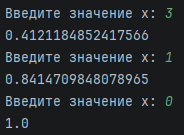 Введите значение x: 3
0.4121184852417566
Введите значение x: 1
0.8414709848078965
Введите значение x: 0
1.0